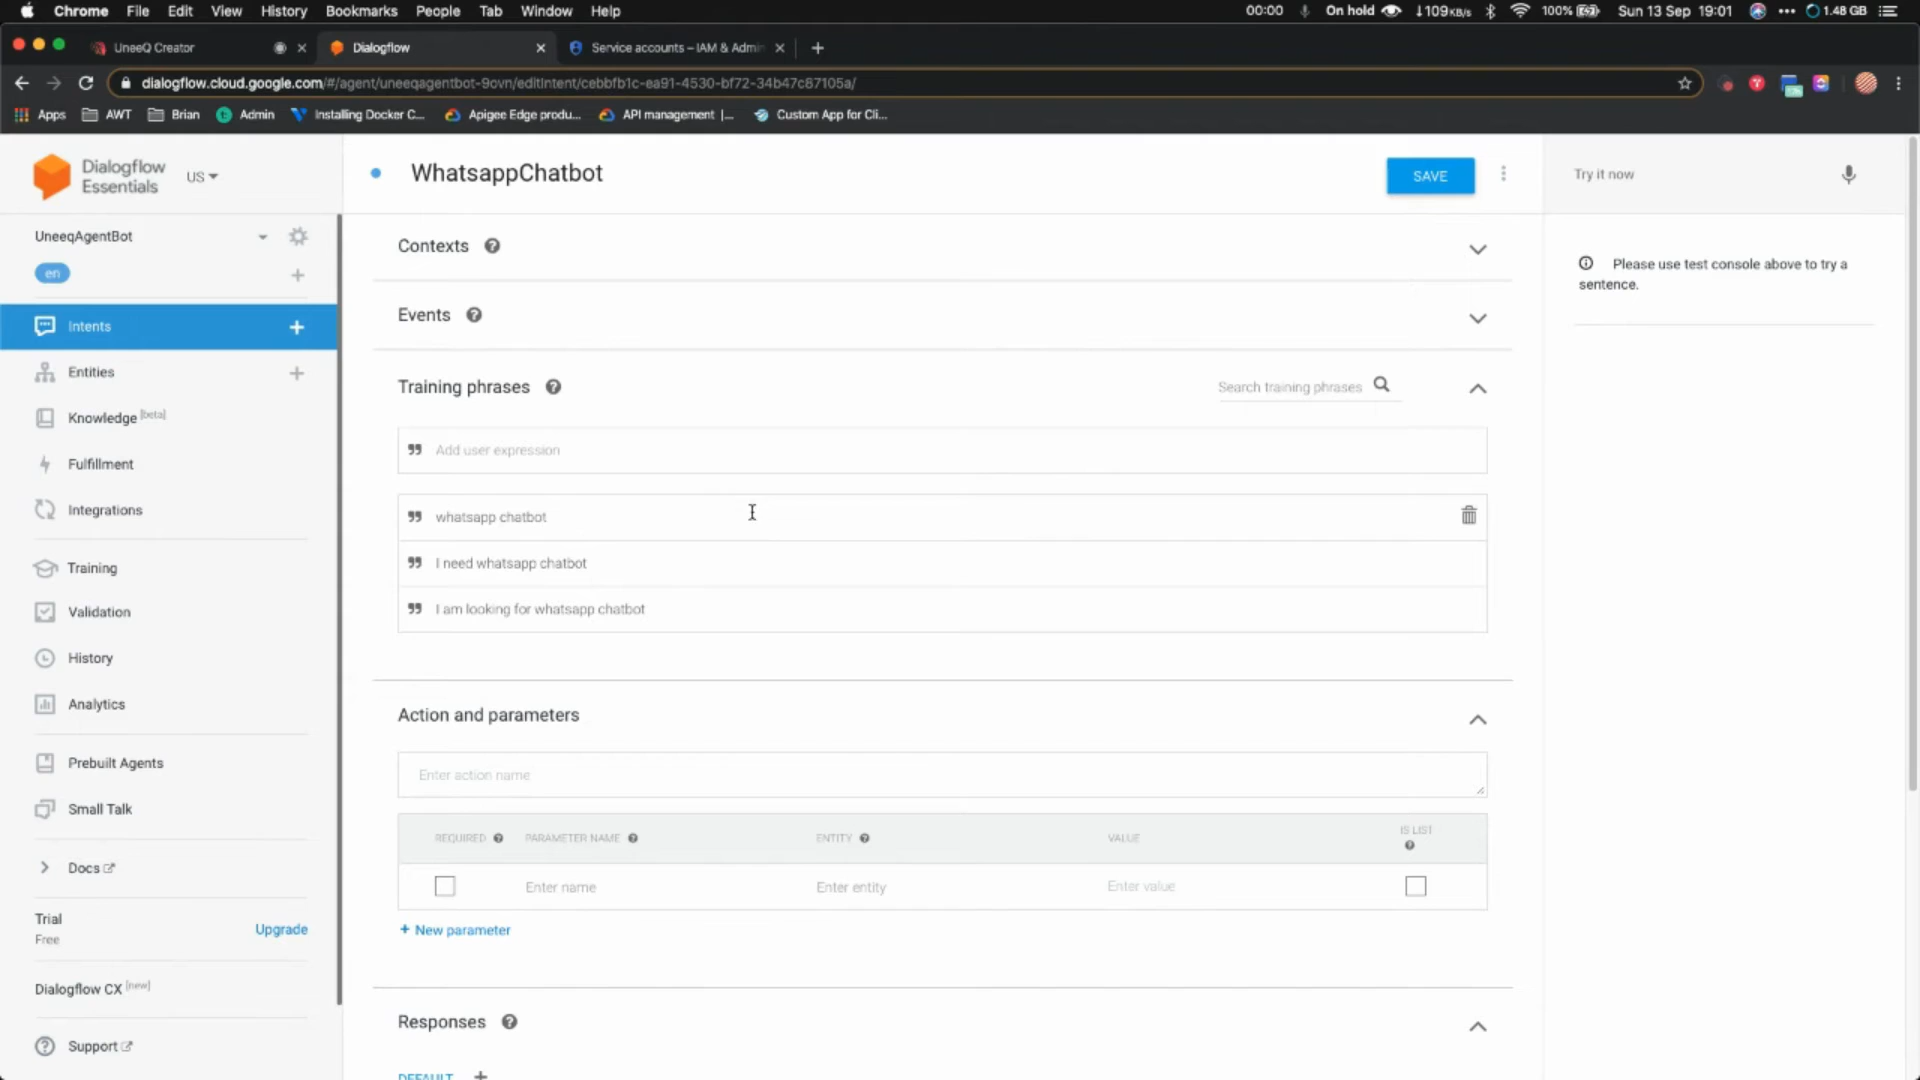 Chrome File Edit View History Bookmarks People Tab Window Help 00:00 On hold ↓109KB/s 100% Sun 13 Sep 19:01 ••• 1.48 GB
UneeQ Creator Dialogflow Service accounts – IAM & Admin
dialogflow.cloud.google.com/#/agent/uneeqagentbot-9ovn/editIntent/cebbfb1c-ea91-4530-bf72-34b47c87105a/
Apps AWT Brian Admin Installing Docker C... Apigee Edge produ... API management |... Custom App for Cli...
Dialogflow
Essentials
US
WhatsappChatbot
SAVE
Try it now
UneeqAgentBot
en
Intents
Entities
Knowledge [beta]
Fulfillment
Integrations
Training
Validation
History
Analytics
Prebuilt Agents
Small Talk
Docs
Trial
Free
Upgrade
Dialogflow CX [new]
Support
Contexts
Events
Training phrases
Search training phrases
Add user expression
whatsapp chatbot
I need whatsapp chatbot
I am looking for whatsapp chatbot
Action and parameters
Enter action name
REQUIRED PARAMETER NAME ENTITY VALUE IS LIST
Enter name Enter entity Enter value
+ New parameter
Responses
DEFAULT +
Please use test console above to try a
sentence.